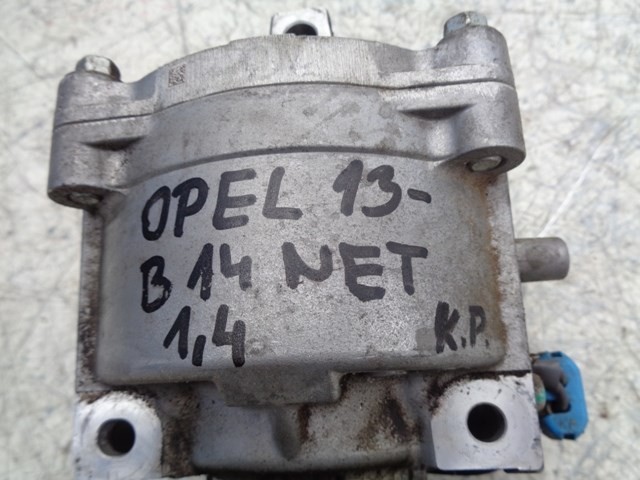 OPEL 13-
B 14 NET
1,4
K.P.